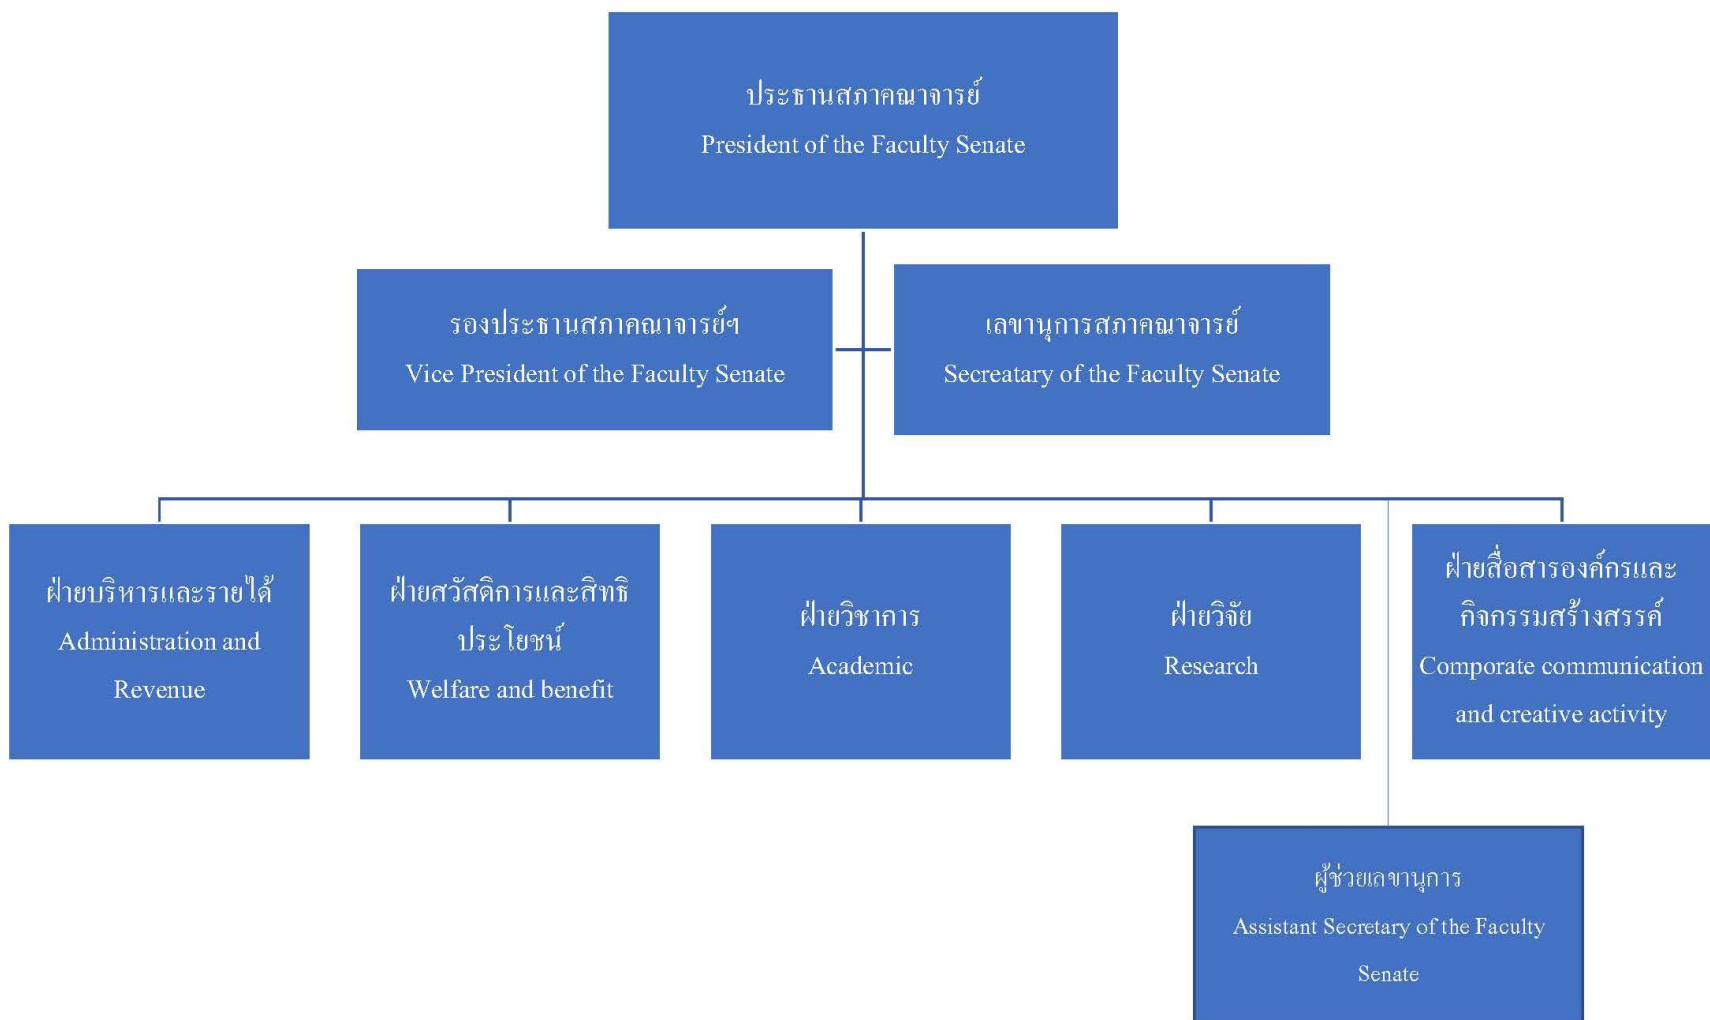 ประธานสภาคณาจารย์
President of the Faculty Senate
รองประธานสภาคณาจารย์ฯ
Vice President of the Faculty Senate
เลขานุการสภาคณาจารย์
Secreatary of the Faculty Senate
ฝ่ายบริหารและรายได้
Administration and
Revenue
ฝ่ายสวัสดิการและสิทธิ
ประโยชน์
Welfare and benefit
ฝ่ายวิชาการ
Academic
ฝ่ายวิจัย
Research
ฝ่ายสื่อสารองค์กรและ
กิจกรรมสร้างสรรค์
Comporate communication
and creative activity
ผู้ช่วยเลขานุการ
Assistant Secretary of the Faculty
Senate